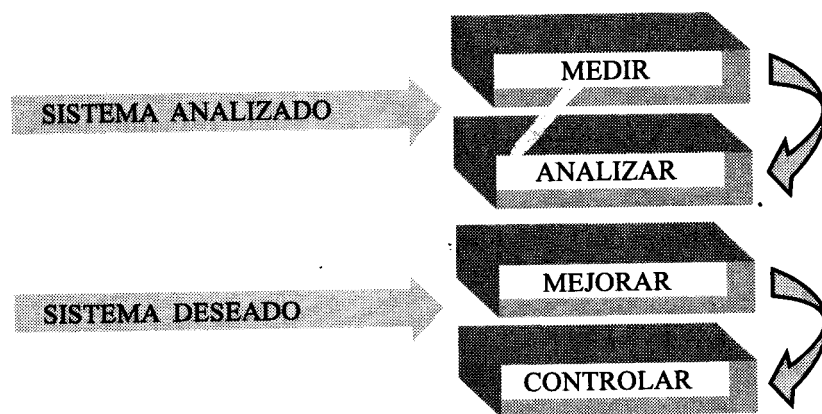 MEDIR
SISTEMA ANALIZADO
ANALIZAR
MEJORAR
SISTEMA DESEADO
CONTROLAR